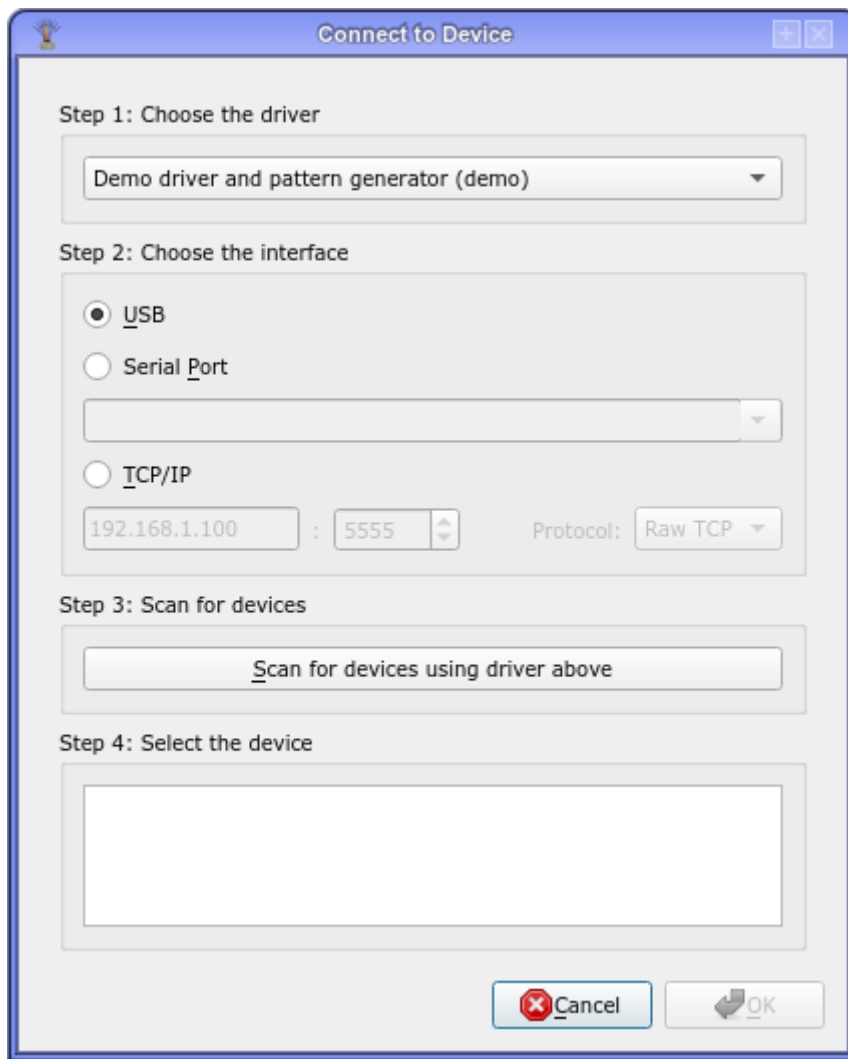 Connect to Device
Step 1: Choose the driver
Demo driver and pattern generator (demo)
Step 2: Choose the interface
USB
Serial Port
TCP/IP
192.168.1.100 : 5555 Protocol: Raw TCP
Step 3: Scan for devices
Scan for devices using driver above
Step 4: Select the device
Cancel OK